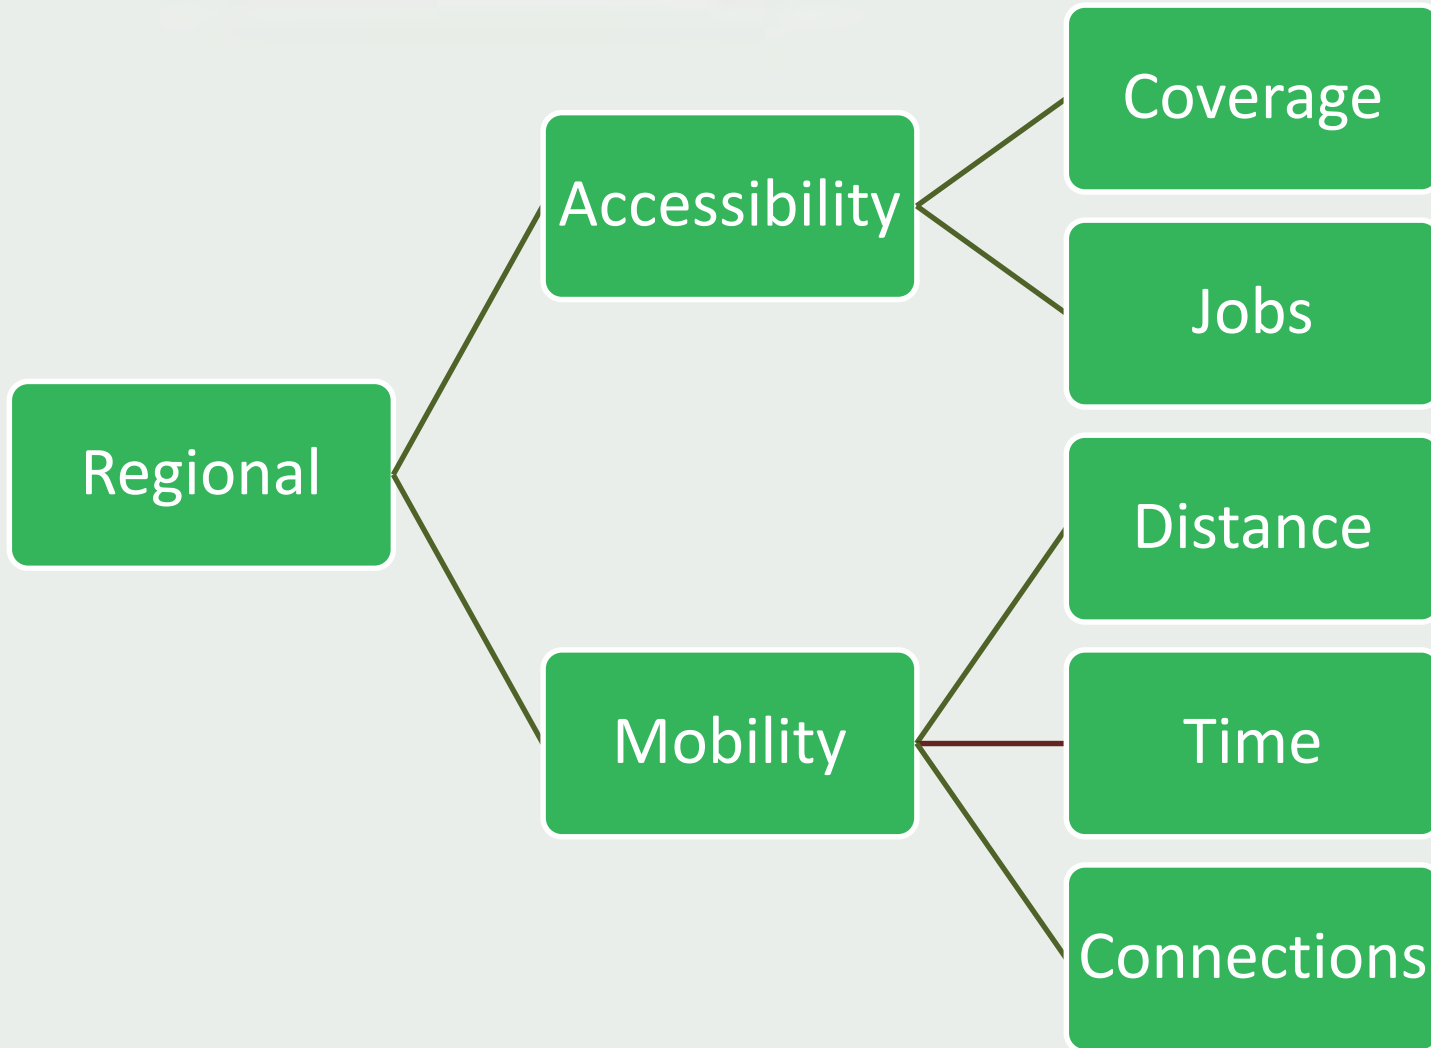 Regional
Accessibility
Coverage
Jobs
Mobility
Distance
Time
Connections